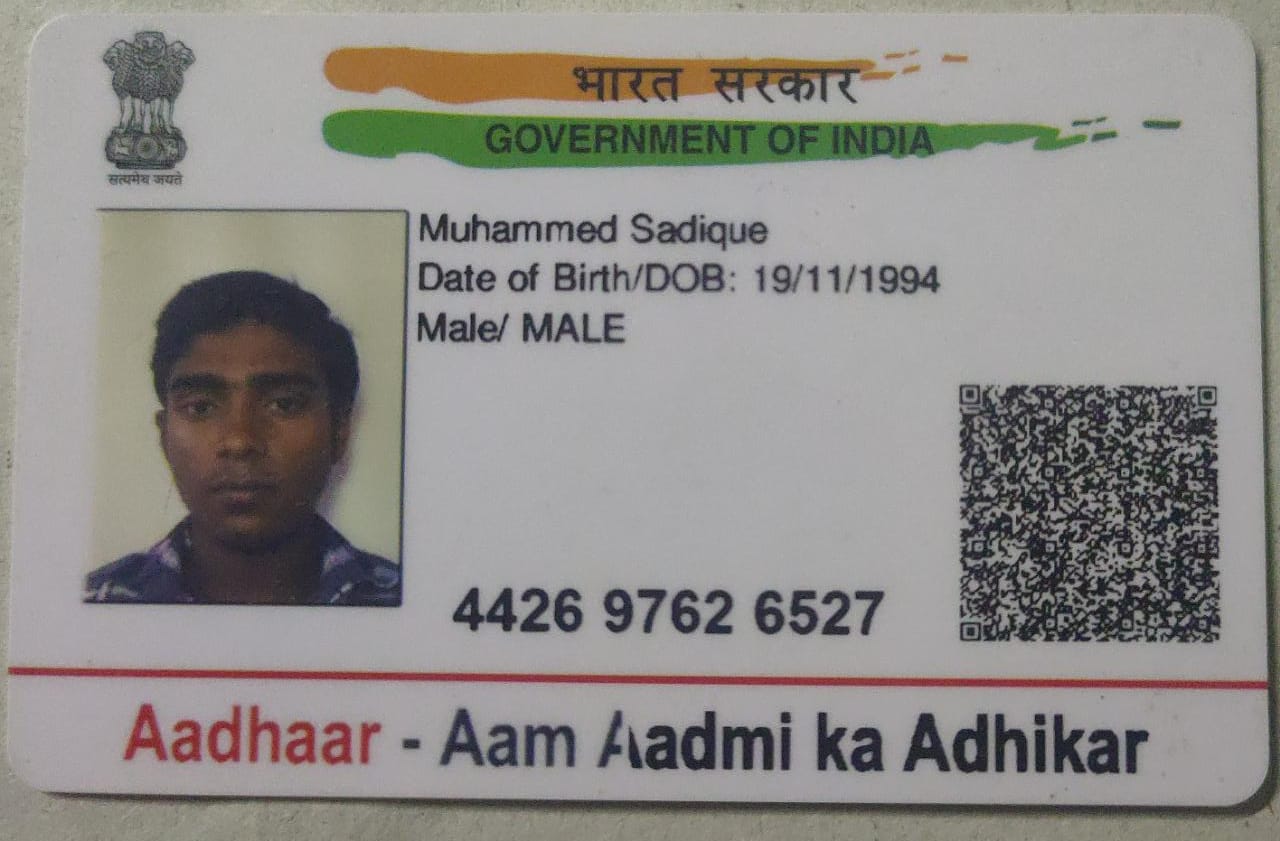 भारत सरकार
GOVERNMENT OF INDIA
सत्यमेव जयते
Muhammed Sadique
Date of Birth/DOB: 19/11/1994
Male/ MALE
4426 9762 6527
Aadhaar - Aam Aadmi ka Adhikar